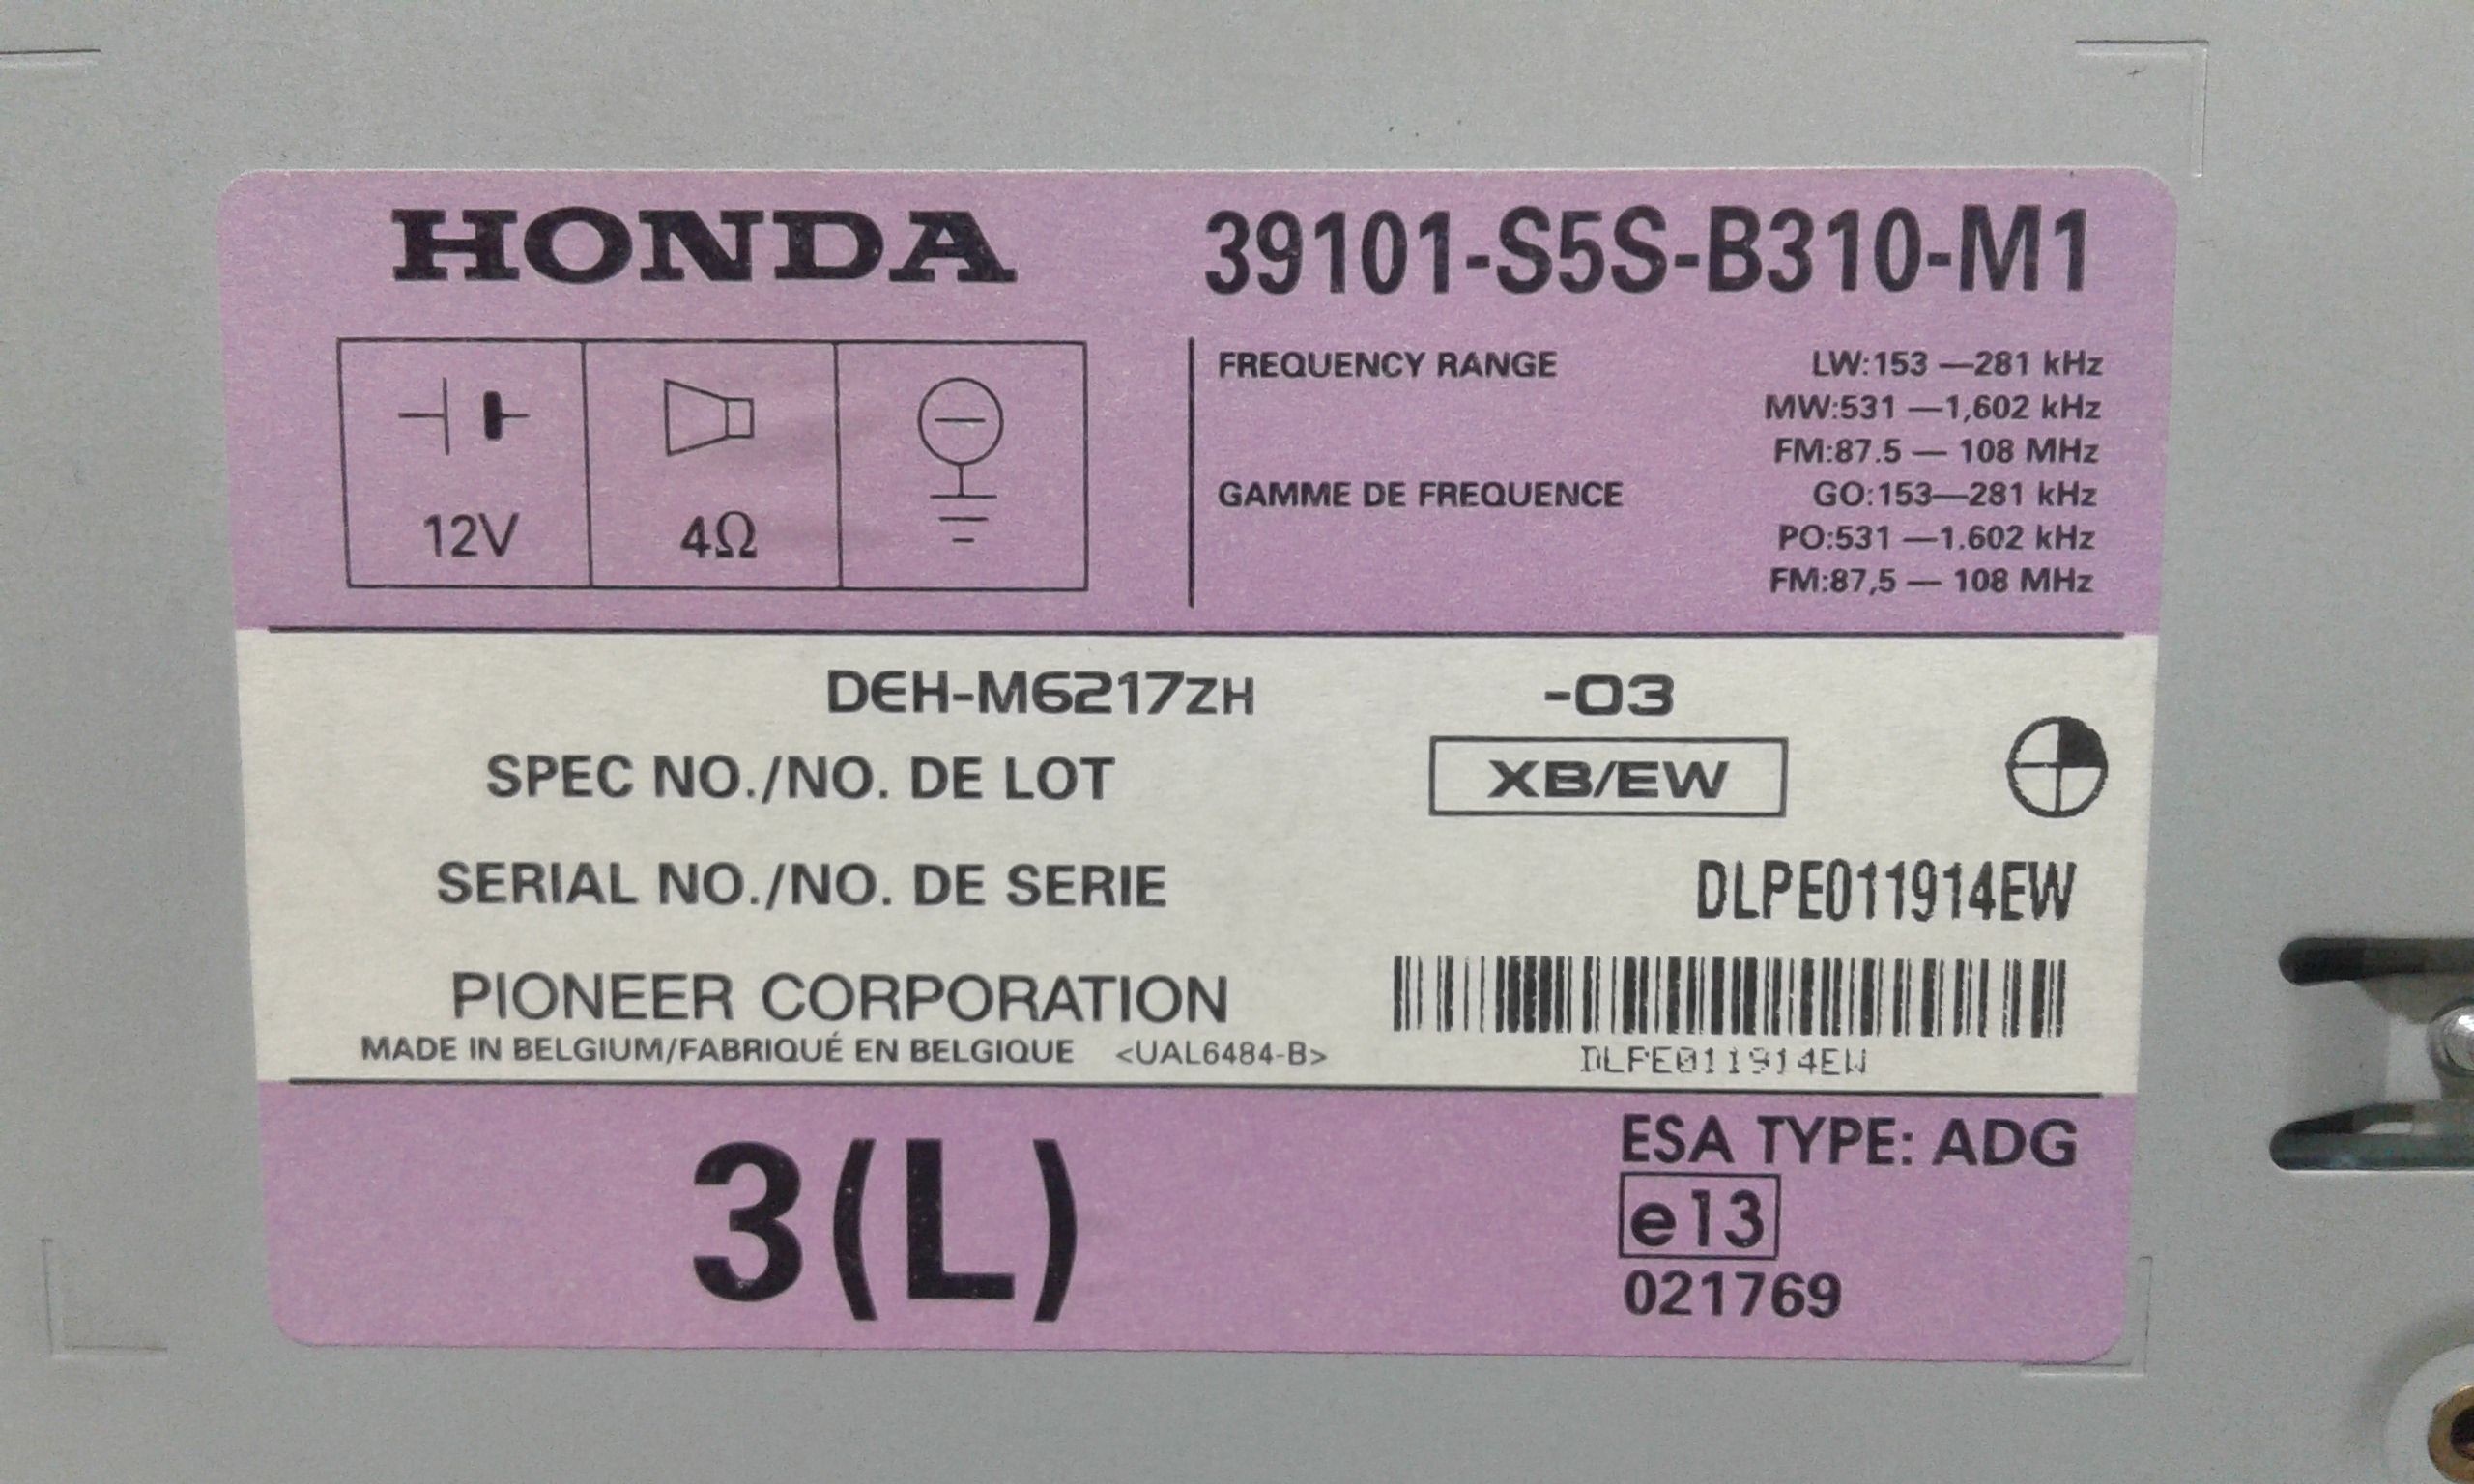 HONDA
39101-S5S-B310-M1
12V
4Ω
FREQUENCY RANGE LW:153 —281 kHz
MW:531 —1,602 kHz
FM:87.5 — 108 MHz
GAMME DE FREQUENCE GO:153—281 kHz
PO:531 —1.602 kHz
FM:87,5 — 108 MHz
DEH-M6217ZH -03
SPEC NO./NO. DE LOT XB/EW
SERIAL NO./NO. DE SERIE DLPE011914EW
PIONEER CORPORATION
MADE IN BELGIUM/FABRIQUÉ EN BELGIQUE <UAL6484-B>
DLPE011914EW
3(L)
ESA TYPE: ADG
e13
021769